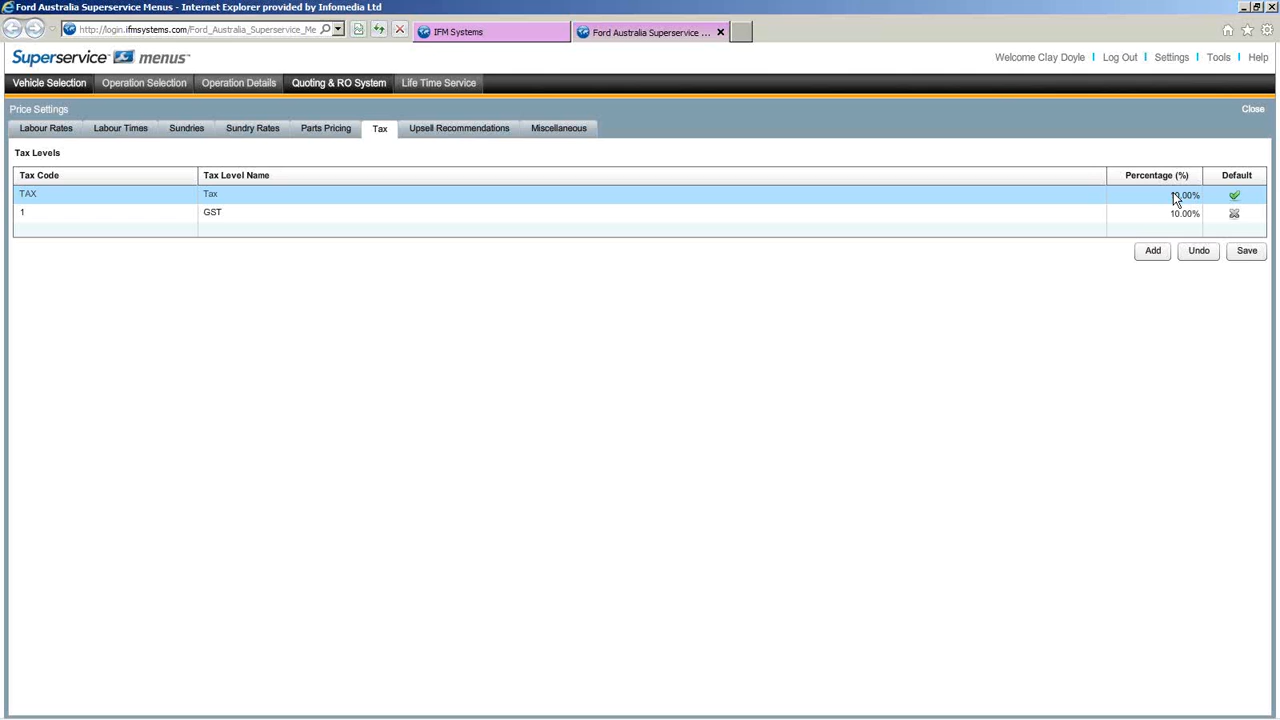 Ford Australia Superservice Menus - Internet Explorer provided by Infomedia Ltd
http://login.ifmsystems.com/Ford_Australia_Superservice_Me
IFM Systems
Ford Australia Superservice ...
Superservice menus
Welcome Clay Doyle Log Out Settings Tools Help
Vehicle Selection Operation Selection Operation Details Quoting & RO System Life Time Service
Price Settings Close
Labour Rates Labour Times Sundries Sundry Rates Parts Pricing Tax Upsell Recommendations Miscellaneous
Tax Levels
Tax Code Tax Level Name Percentage (%) Default
TAX Tax
1 GST 10.00%
Add Undo Save